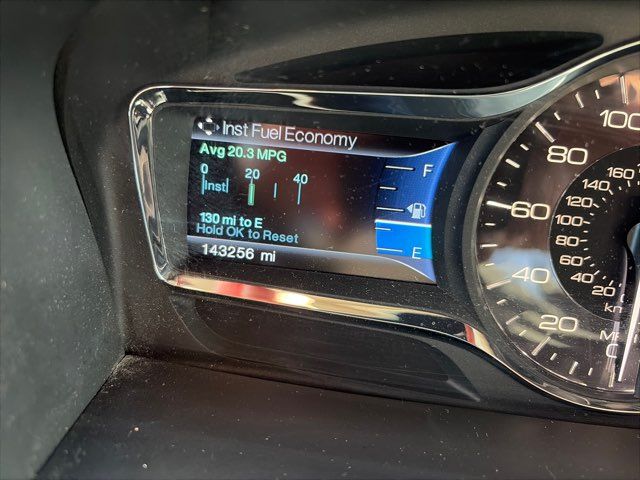 Inst Fuel Economy
Avg 20.3 MPG
0 20 40
Inst
130 mi to E
Hold OK to Reset
143256 mi
F
E
100
80
60
40
20
160
140
120
100
80
60
40
20